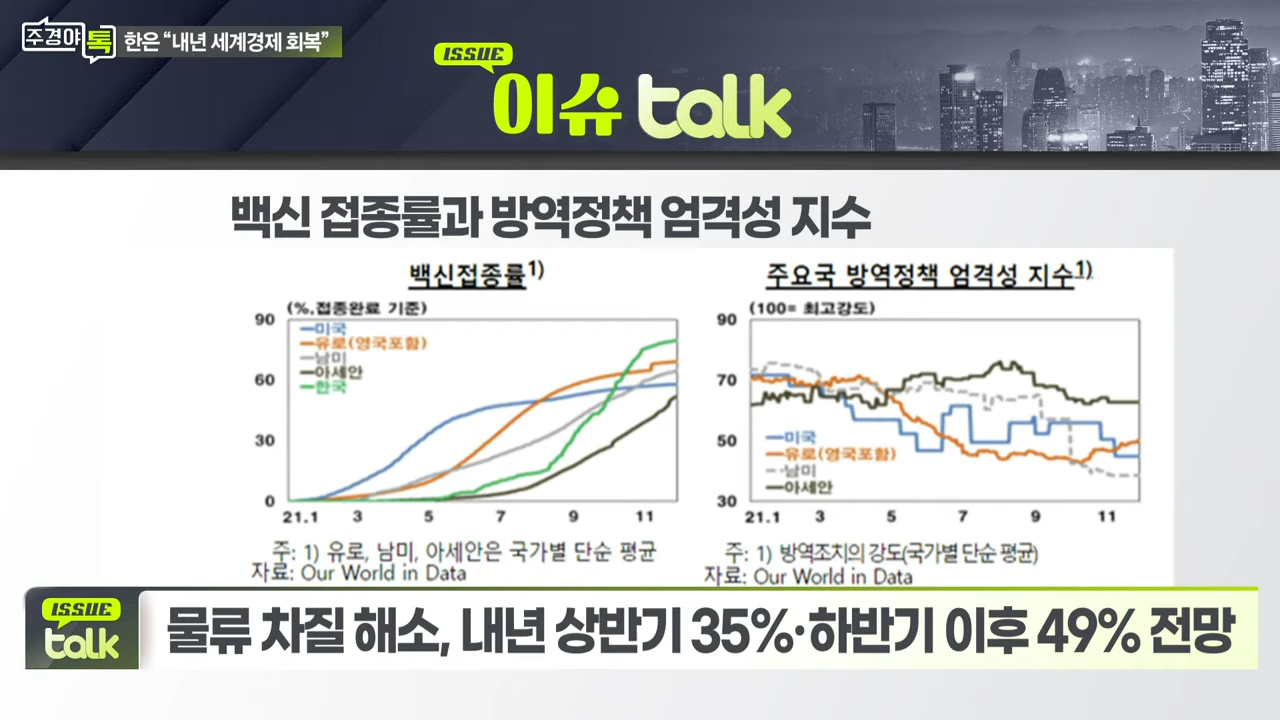 주경야톡 한은 “내년 세계경제 회복”
ISSUE
이슈 talk
백신 접종률과 방역정책 엄격성 지수
백신접종률1)
(%,접종완료 기준)
90
60
30
0
미국
유로(영국포함)
남미
아세안
한국
21.1 3 5 7 9 11
주: 1) 유로, 남미, 아세안은 국가별 단순 평균
자료: Our World in Data
주요국 방역정책 엄격성 지수1)
(100= 최고강도)
90
70
50
30
미국
유로(영국포함)
남미
아세안
21.1 3 5 7 9 11
주: 1) 방역조치의 강도(국가별 단순 평균)
자료: Our World in Data
ISSUE
talk
물류 차질 해소, 내년 상반기 35%·하반기 이후 49% 전망